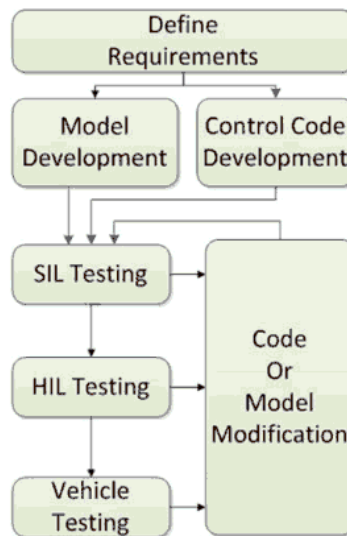 Define
Requirements
Model
Development
Control Code
Development
SIL Testing
HIL Testing
Code
Or
Model
Modification
Vehicle
Testing